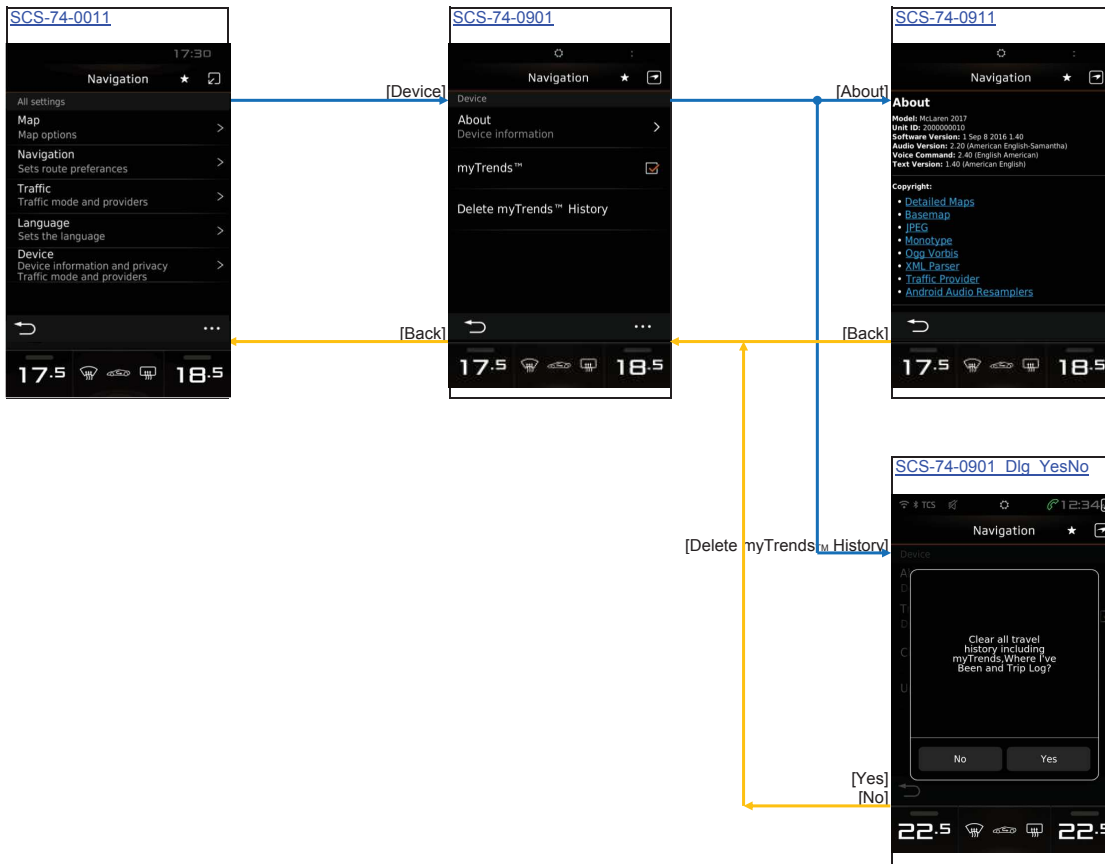 SCS-74-0011
17:30
Navigation
All settings
Map
Map options
Navigation
Sets route preferances
Traffic
Traffic mode and providers
Language
Sets the language
Device
Device information and privacy
Traffic mode and providers
17.5
18.5
[Device]
[Back]
SCS-74-0901
Navigation
Device
About
Device information
myTrends™
Delete myTrends™ History
17.5
18.5
[About]
[Back]
SCS-74-0911
Navigation
About
Model: McLaren 2017
Unit ID: 2000000010
Software Version: 1 Sep 8 2016 1.40
Audio Version: 2.20 (American English-Samantha)
Voice Command: 2.40 (English American)
Text Version: 1.40 (American English)
Copyright:
• Detailed Maps
• Basemap
• JPEG
• Monotype
• Ogg Vorbis
• XML Parser
• Traffic Provider
• Android Audio Resamplers
17.5
18.5
[Delete myTrends™ History]
[Yes]
[No]
SCS-74-0901_Dlg_YesNo
TCS
12:34
Navigation
Device
Clear all travel
history including
myTrends,Where I've
Been and Trip Log?
No
Yes
22.5
22.5